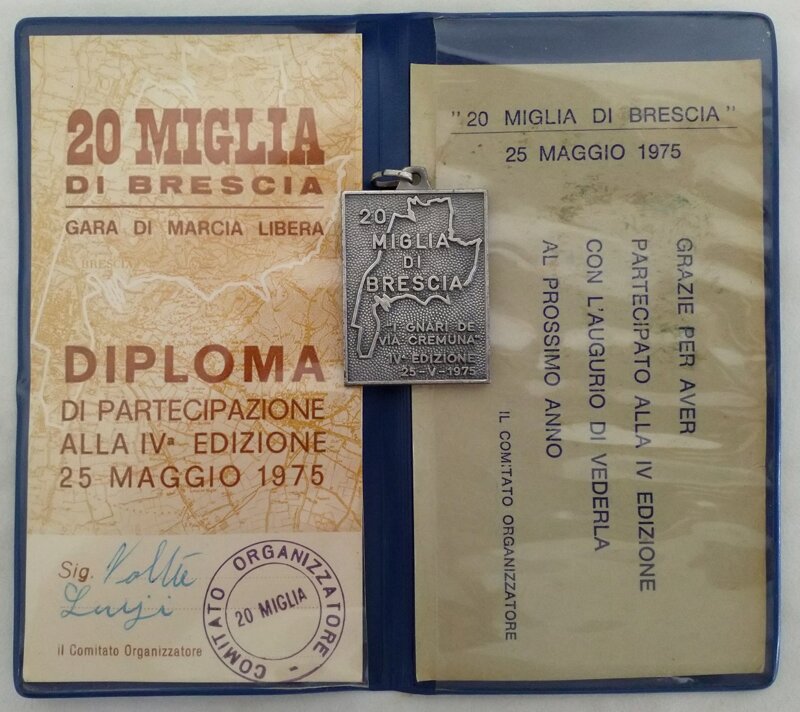 20 MIGLIA
DI BRESCIA
GARA DI MARCIA LIBERA
BRESCIA
DIPLOMA
DI PARTECIPAZIONE
ALLA IVª EDIZIONE
25 MAGGIO 1975
Sig. Volta
Luigi
il Comitato Organizzatore
COMITATO ORGANIZZATORE -
20 MIGLIA
20
MIGLIA
DI
BRESCIA
"I GNARI DE
VIA CREMUNA"
IV• EDIZIONE
25-V-1975
"20 MIGLIA DI BRESCIA"
25 MAGGIO 1975
GRAZIE PER AVER
PARTECIPATO ALLA IV EDIZIONE
CON L'AUGURIO DI VEDERLA
AL PROSSIMO ANNO
IL COMITATO ORGANIZZATORE